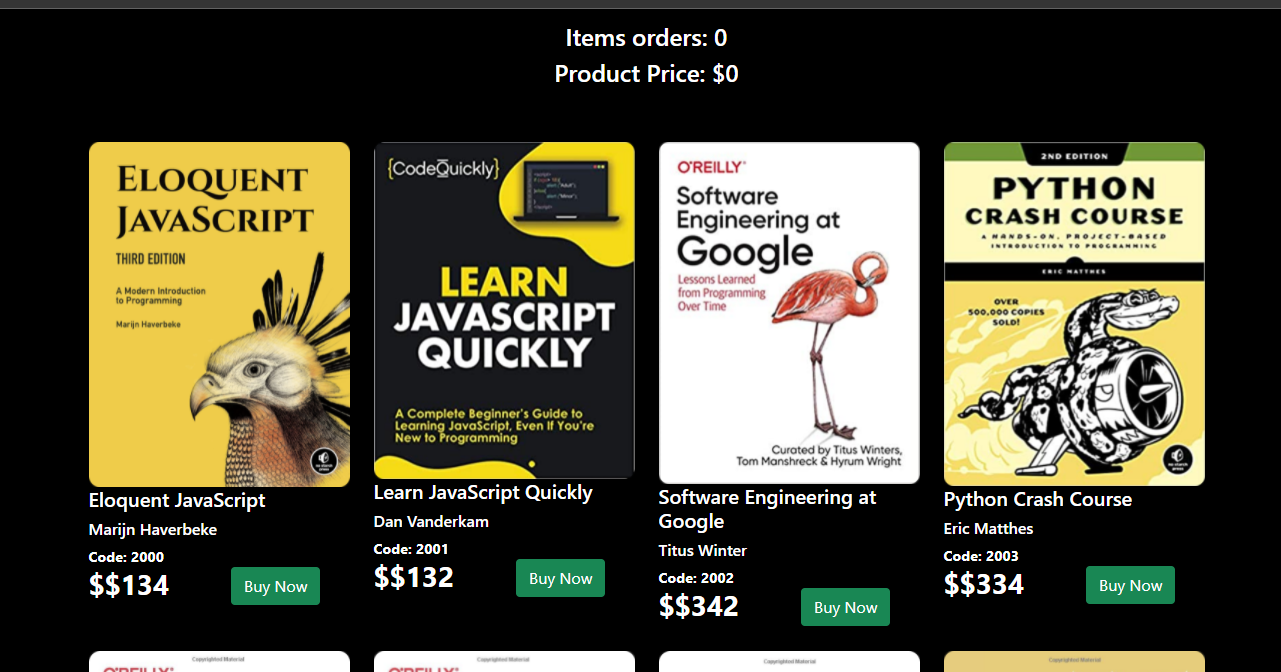 Items orders: 0
Product Price: $0
ELOQUENT
JAVASCRIPT
THIRD EDITION
A Modern Introduction
to Programming
Marijn Haverbeke
no starch
press
Eloquent JavaScript
Marijn Haverbeke
Code: 2000
$$134
Buy Now
{CodeQuickly}
LEARN
JAVASCRIPT
QUICKLY
A Complete Beginner's Guide to
Learning JavaScript, Even If You're
New to Programming
Learn JavaScript Quickly
Dan Vanderkam
Code: 2001
$$132
Buy Now
O'REILLY®
Software
Engineering at
Google
Lessons Learned
from Programming
Over Time
Curated by Titus Winters,
Tom Manshreck & Hyrum Wright
Software Engineering at
Google
Titus Winter
Code: 2002
$$342
Buy Now
2ND EDITION
PYTHON
CRASH COURSE
A HANDS-ON, PROJECT-BASED
INTRODUCTION TO PROGRAMMING
ERIC MATTHES
OVER
500,000 COPIES
SOLD!
no starch
press
Python Crash Course
Eric Matthes
Code: 2003
$$334
Buy Now
Copyrighted Material
O'REILLY
Copyrighted Material
O'REILLY
Copyrighted Material
Copyrighted Material